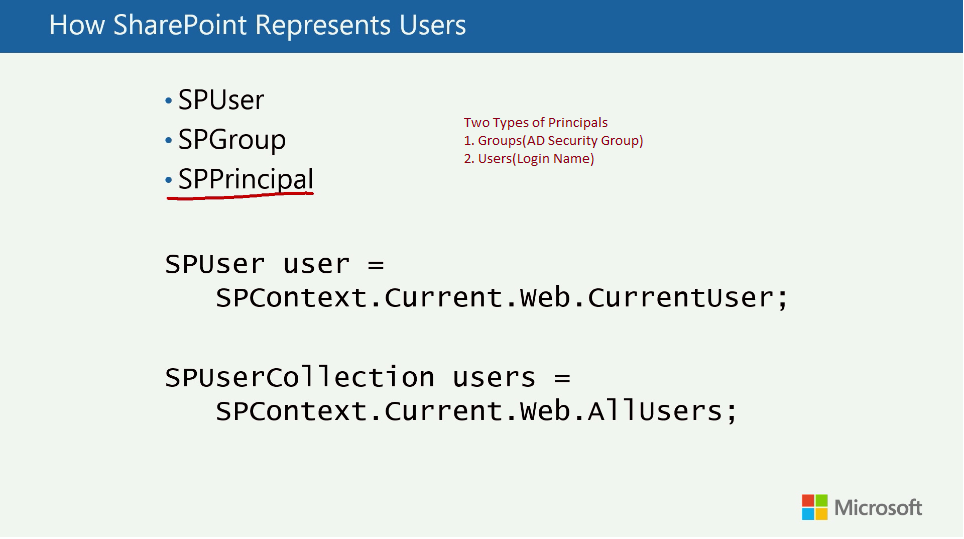 How SharePoint Represents Users
• SPUser
• SPGroup
• SPPrincipal
Two Types of Principals
1. Groups(AD Security Group)
2. Users(Login Name)
SPUser user =
SPContext.Current.Web.CurrentUser;
SPUserCollection users =
SPContext.Current.Web.AllUsers;
Microsoft